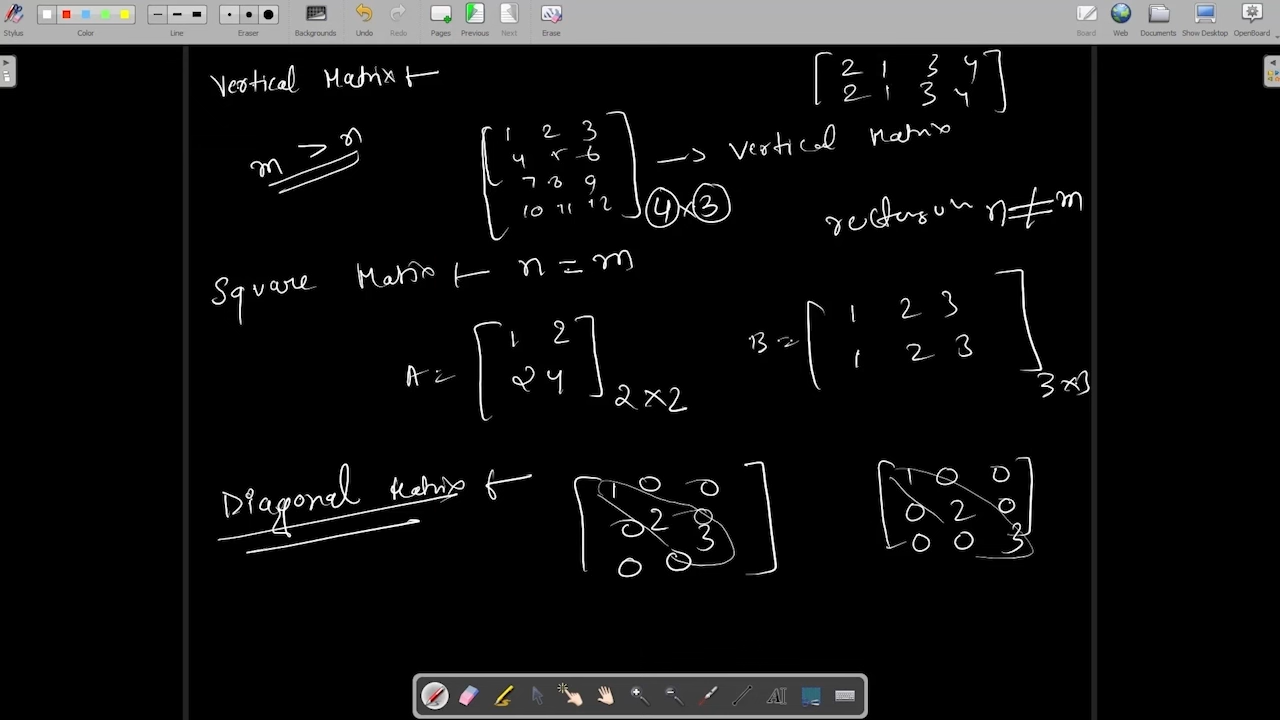 Stylus Color Line Eraser Backgrounds Undo Redo Pages Previous Next Erase Board Web Documents Show Desktop OpenBoard
Vertical Matrix
2 1 3 4
2 1 3 4
m > n
1 2 3
4 5 6
7 8 9
10 11 12
4×3
→ Vertical Matrix
n ≠ m
Square Matrix n = m
A = 1 2
2 4
2×2
B = 1 2 3
1 2 3
3×3
Diagonal Matrix
1 0 0
0 2 0
3
0 0
1 0 0
0 2 0
0 0 3